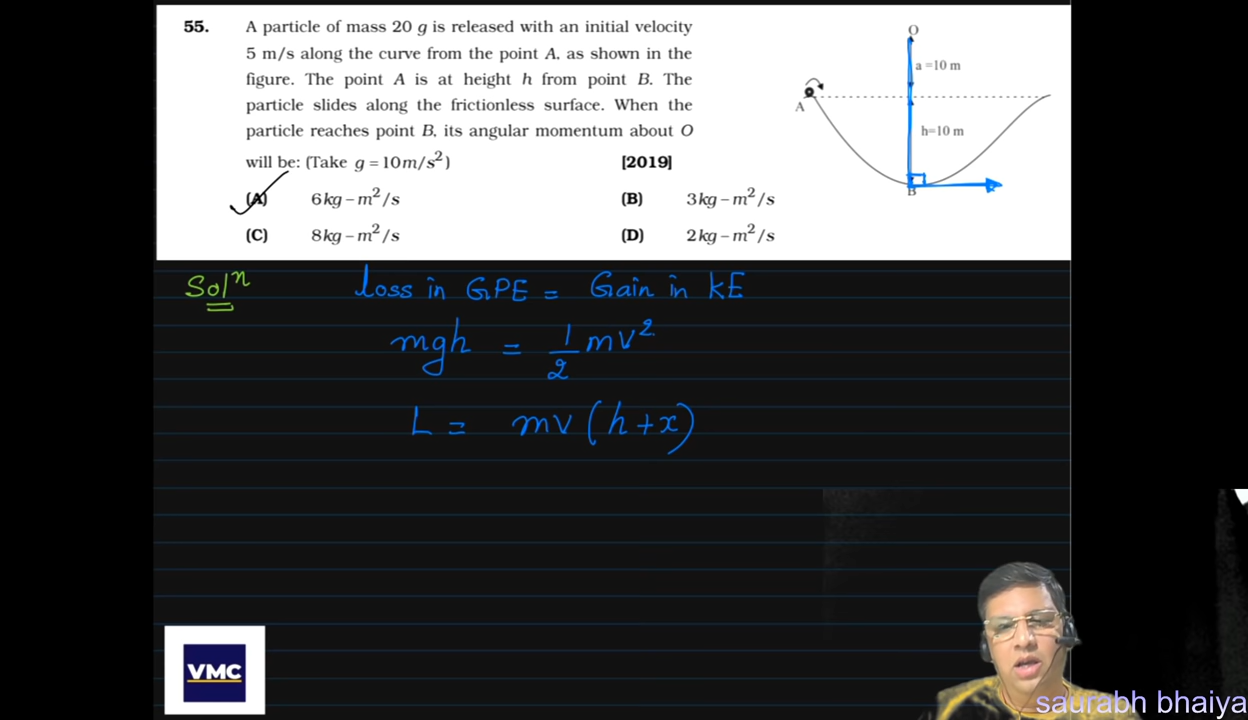 55. A particle of mass 20 g is released with an initial velocity
5 m/s along the curve from the point A, as shown in the
figure. The point A is at height h from point B. The
particle slides along the frictionless surface. When the
particle reaches point B, its angular momentum about O
will be: (Take g = 10m/s²) [2019]
(A) 6kg – m²/s (B) 3kg – m²/s
(C) 8kg – m²/s (D) 2kg – m²/s
O
a =10 m
A
h=10 m
B
Solⁿ loss in GPE = Gain in kE
mgh = 1/2 mv²
L = mv (h+x)
VMC
saurabh bhaiya